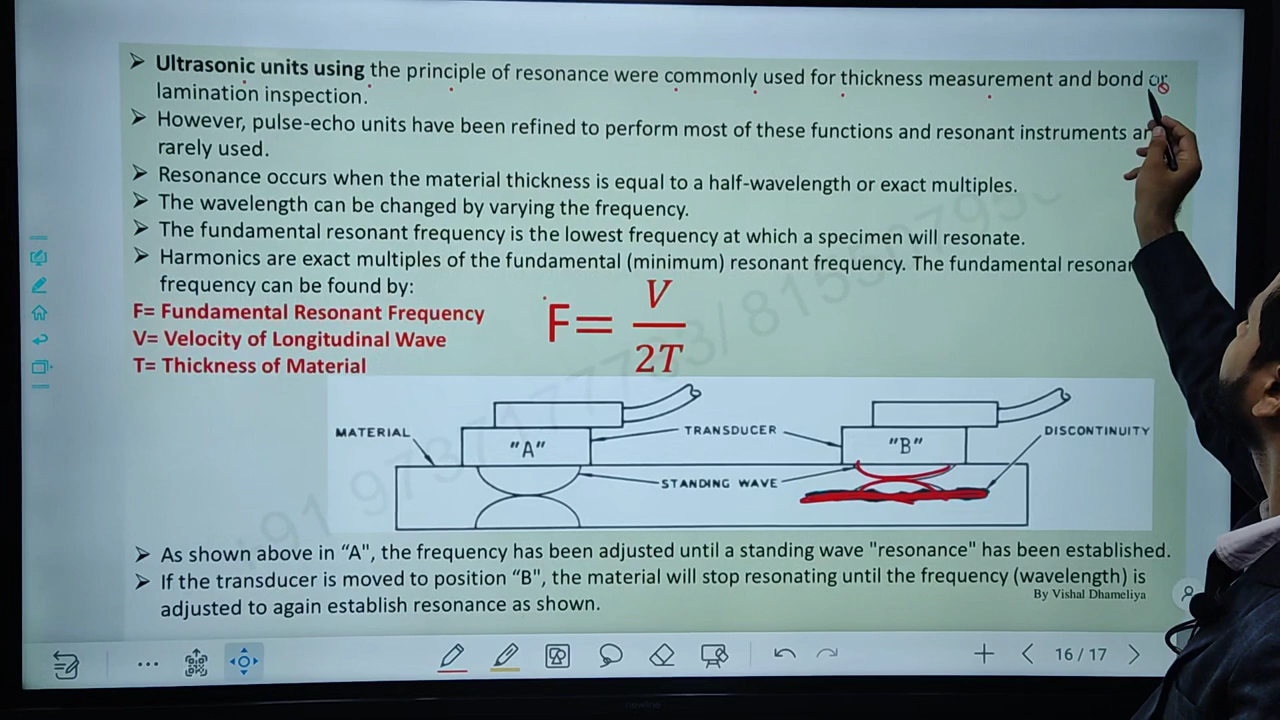 ➤ Ultrasonic units using the principle of resonance were commonly used for thickness measurement and bond or
lamination inspection.
➤ However, pulse-echo units have been refined to perform most of these functions and resonant instruments
rarely used.
➤ Resonance occurs when the material thickness is equal to a half-wavelength or exact multiples.
➤ The wavelength can be changed by varying the frequency.
➤ The fundamental resonant frequency is the lowest frequency at which a specimen will resonate.
➤ Harmonics are exact multiples of the fundamental (minimum) resonant frequency. The fundamental
frequency can be found by:
F= Fundamental Resonant Frequency
V= Velocity of Longitudinal Wave
T= Thickness of Material
F= V/2T
MATERIAL
"A"
TRANSDUCER
"B"
DISCONTINUITY
STANDING WAVE
➤ As shown above in “A", the frequency has been adjusted until a standing wave "resonance" has been established.
➤ If the transducer is moved to position “B", the material will stop resonating until the frequency (wavelength) is
adjusted to again establish resonance as shown.
By Vishal Dhameliya
16 / 17
newline